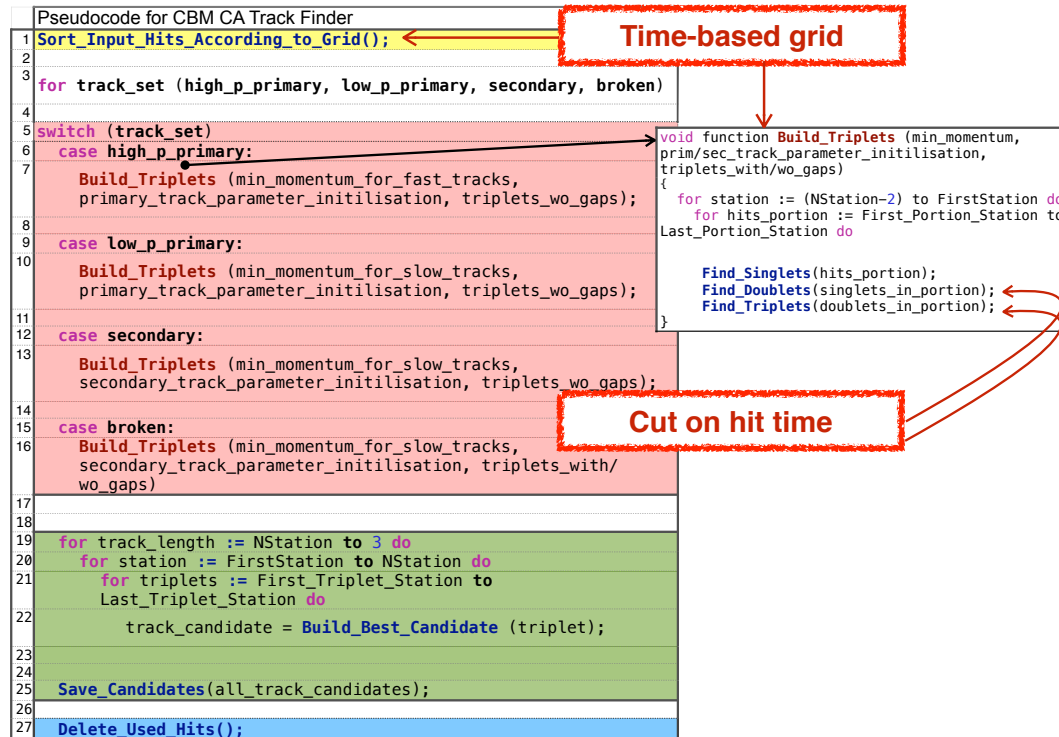 Pseudocode for CBM CA Track Finder
1 Sort_Input_Hits_According_to_Grid();
2
3 for track_set (high_p_primary, low_p_primary, secondary, broken)
4
5 switch (track_set)
6 case high_p_primary:
7 Build_Triplets (min_momentum_for_fast_tracks,
primary_track_parameter_initilisation, triplets_wo_gaps);
8
9 case low_p_primary:
10 Build_Triplets (min_momentum_for_slow_tracks,
primary_track_parameter_initilisation, triplets_wo_gaps);
11
12 case secondary:
13 Build_Triplets (min_momentum_for_slow_tracks,
secondary_track_parameter_initilisation, triplets_wo_gaps);
14
15 case broken:
16 Build_Triplets (min_momentum_for_slow_tracks,
secondary_track_parameter_initilisation, triplets_with/
wo_gaps)
17
18
19 for track_length := NStation to 3 do
20 for station := FirstStation to NStation do
21 for triplets := First_Triplet_Station to
Last_Triplet_Station do
22 track_candidate = Build_Best_Candidate (triplet);
23
24
25 Save_Candidates(all_track_candidates);
26
27 Delete_Used_Hits();
Time-based grid
void function Build_Triplets (min_momentum,
prim/sec_track_parameter_initilisation,
triplets_with/wo_gaps)
{
for station := (NStation-2) to FirstStation do
for hits_portion := First_Portion_Station to
Last_Portion_Station do
Find_Singlets(hits_portion);
Find_Doublets(singlets_in_portion);
Find_Triplets(doublets_in_portion);
}
Cut on hit time